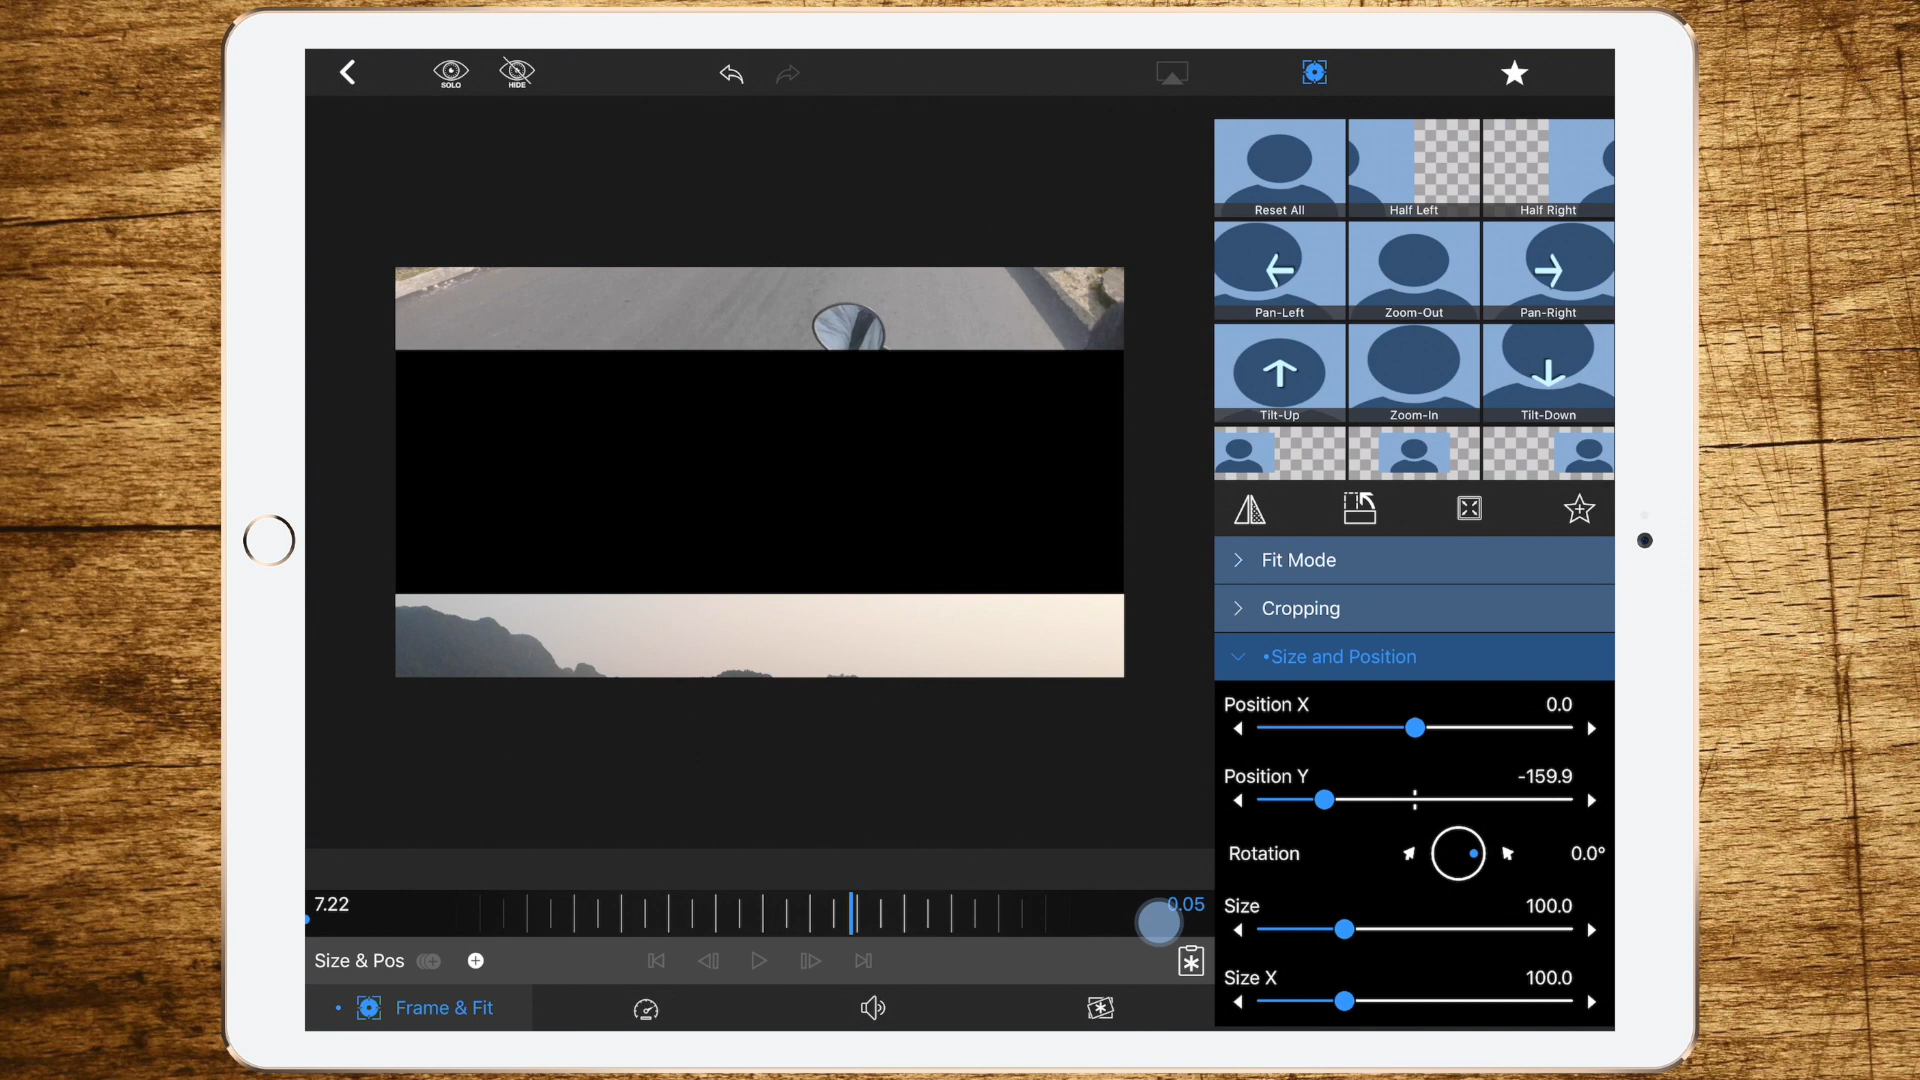 SOLO
HIDE
Reset All
Half Left
Half Right
Pan-Left
Zoom-Out
Pan-Right
Tilt-Up
Zoom-In
Tilt-Down
Fit Mode
Cropping
•Size and Position
Position X 0.0
Position Y -159.9
Rotation 0.0°
Size 100.0
Size X 100.0
7.22
0.05
Size & Pos
• Frame & Fit